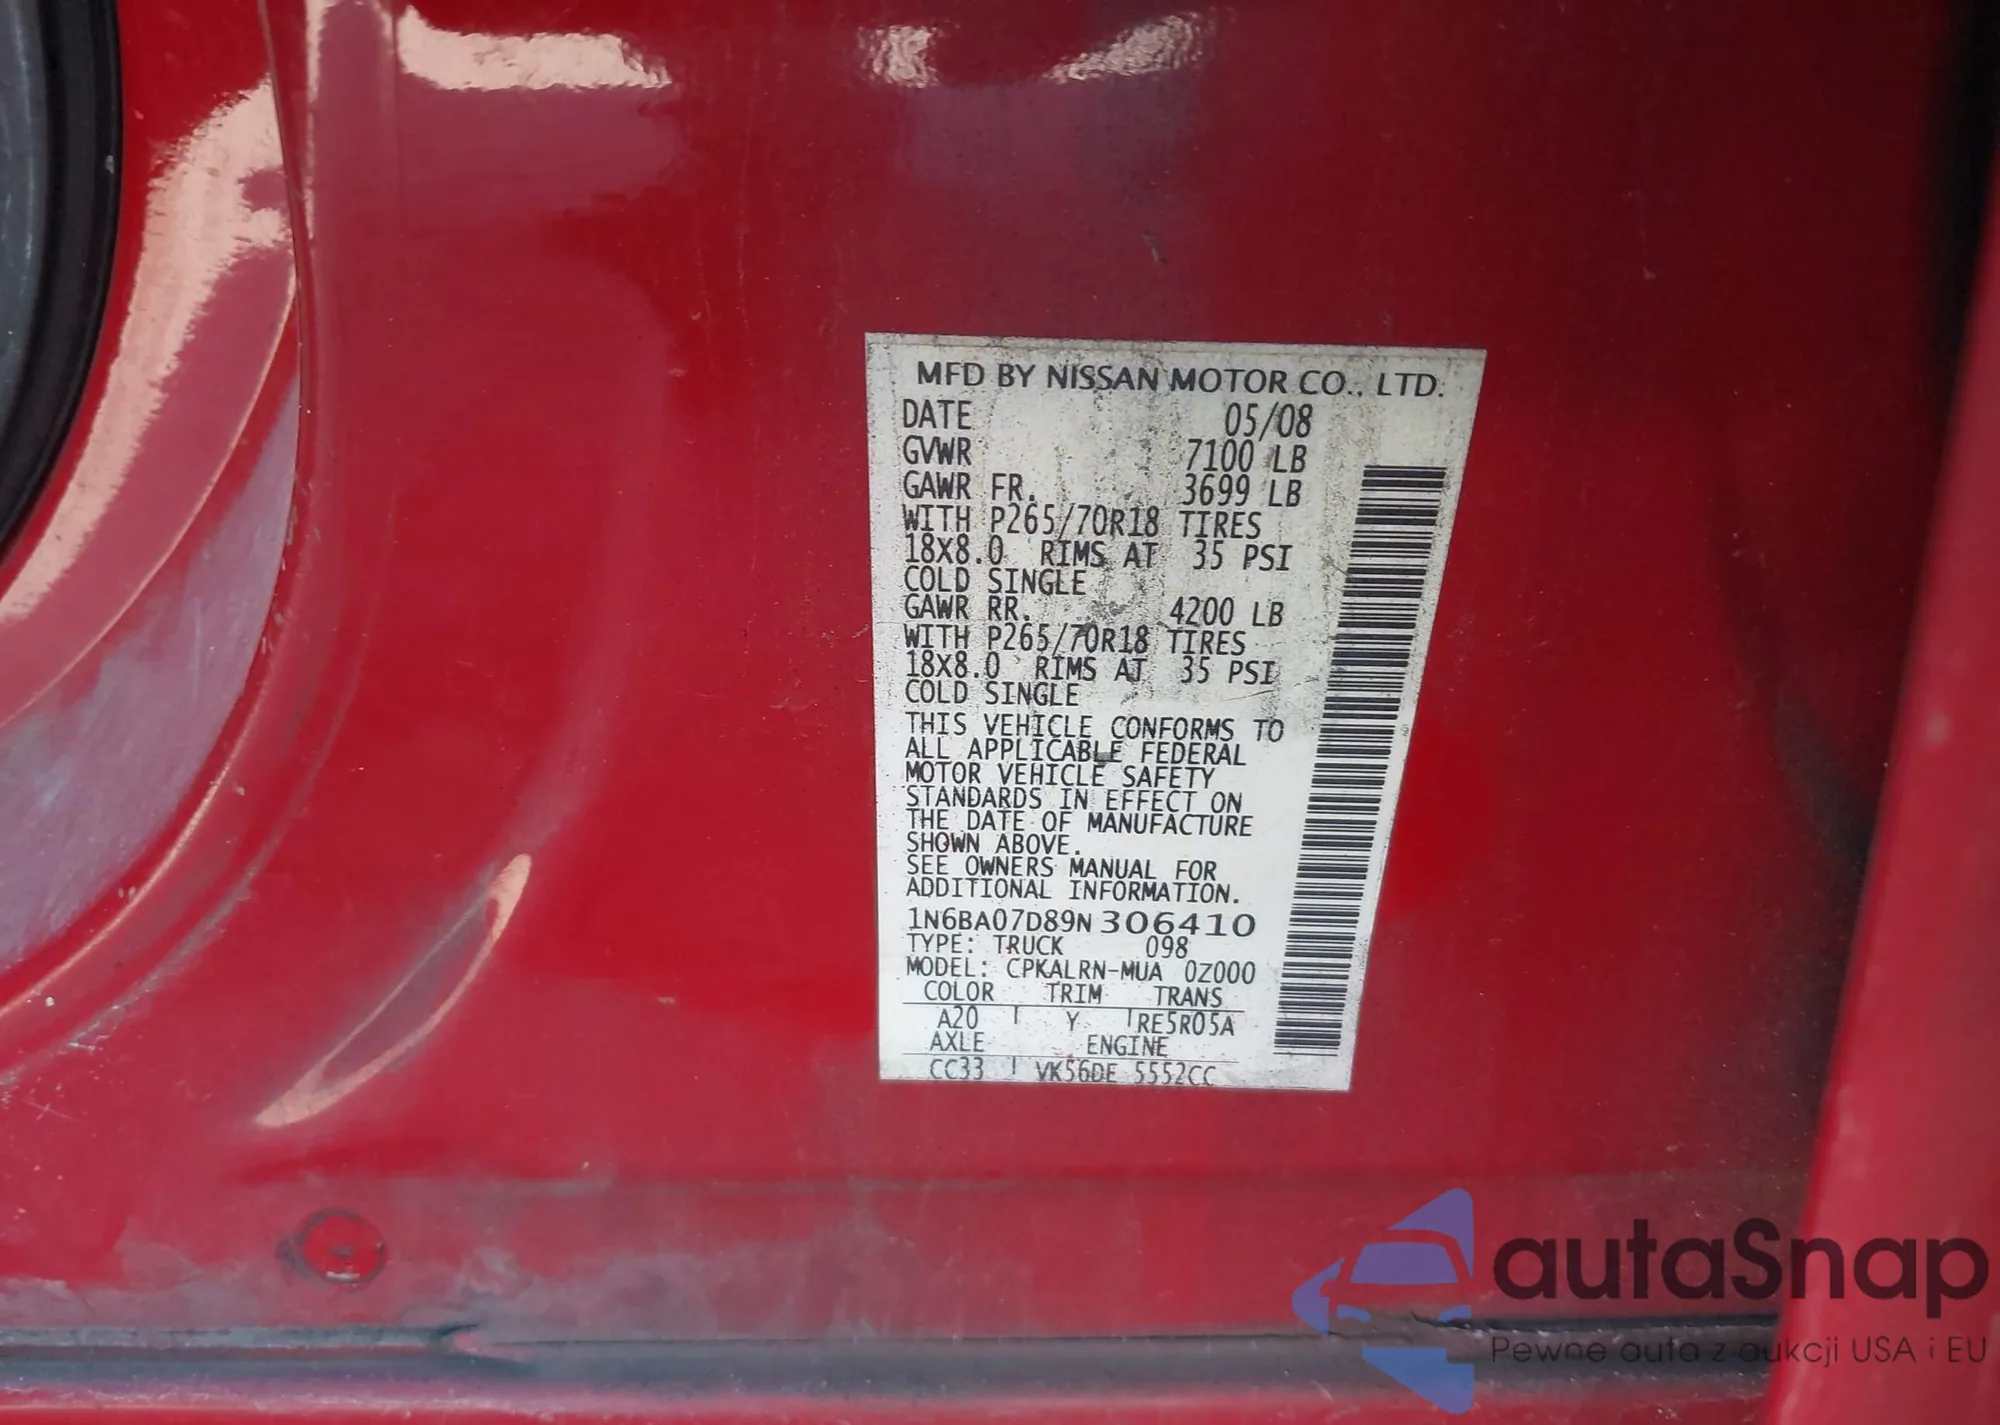 MFD BY NISSAN MOTOR CO., LTD.
DATE 05/08
GVWR 7100 LB
GAWR FR. 3699 LB
WITH P265/70R18 TIRES
18X8.0 RIMS AT 35 PSI
COLD SINGLE
GAWR RR. 4200 LB
WITH P265/70R18 TIRES
18X8.0 RIMS AT 35 PSI
COLD SINGLE
THIS VEHICLE CONFORMS TO
ALL APPLICABLE FEDERAL
MOTOR VEHICLE SAFETY
STANDARDS IN EFFECT ON
THE DATE OF MANUFACTURE
SHOWN ABOVE.
SEE OWNERS MANUAL FOR
ADDITIONAL INFORMATION.
1N6BA07D89N306410
TYPE: TRUCK 098
MODEL: CPKALRN-MUA 0Z000
COLOR TRIM TRANS
A20 Y RE5R05A
AXLE ENGINE
CC33 VK56DE 5552CC
autaSnap
Pewne auta z aukcji USA i EU